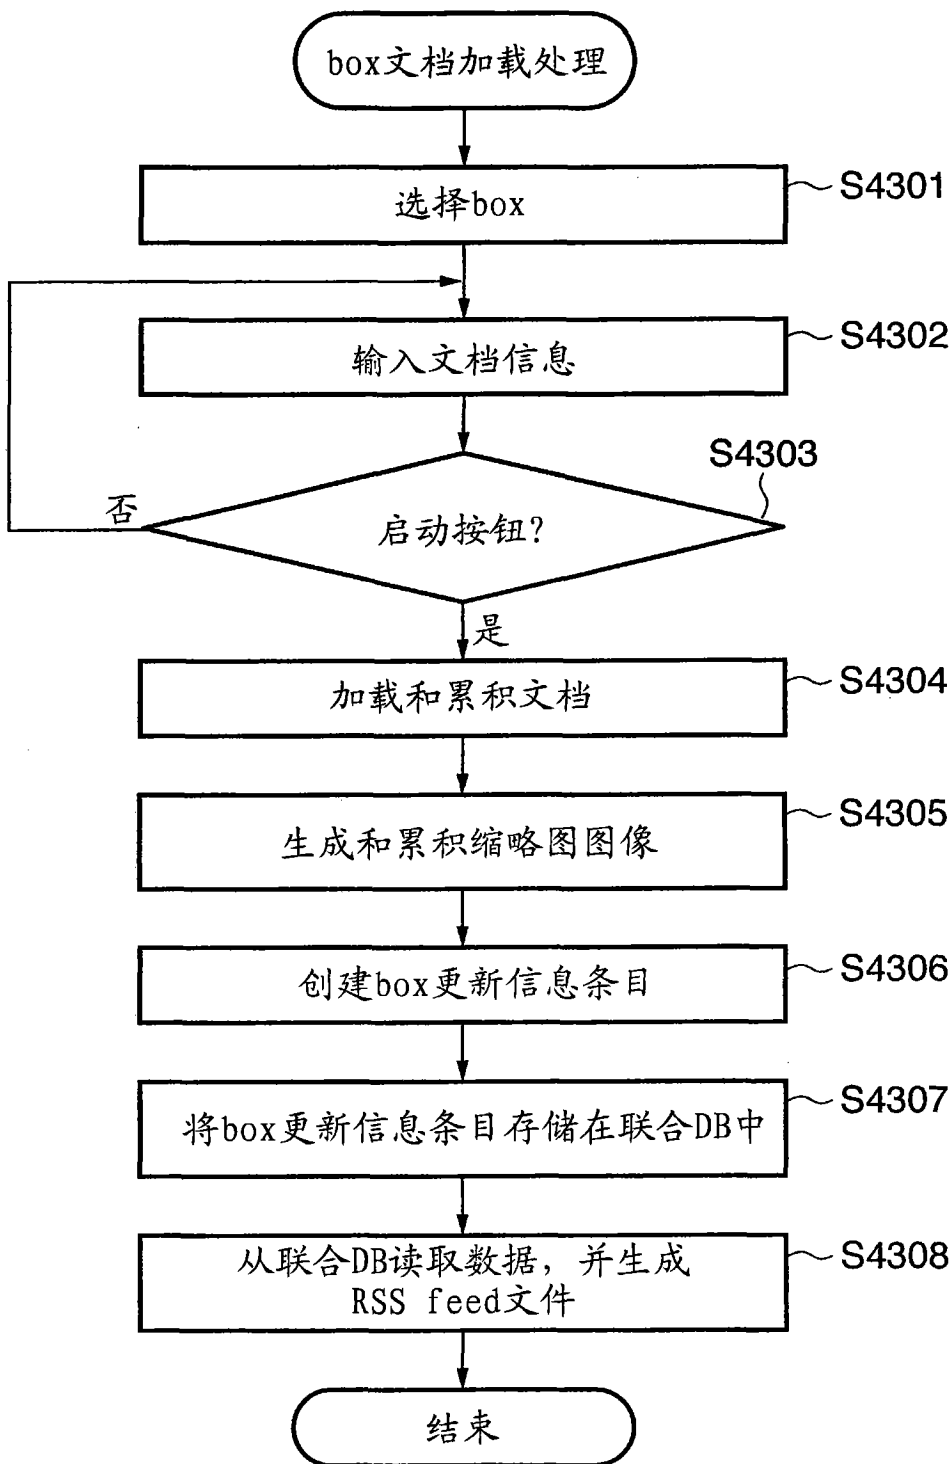 box文档加载处理
选择box
S4301
输入文档信息
S4302
S4303
启动按钮?
否
是
加载和累积文档
S4304
生成和累积缩略图图像
S4305
创建box更新信息条目
S4306
将box更新信息条目存储在联合DB中
S4307
从联合DB读取数据，并生成
RSS feed文件
S4308
结束